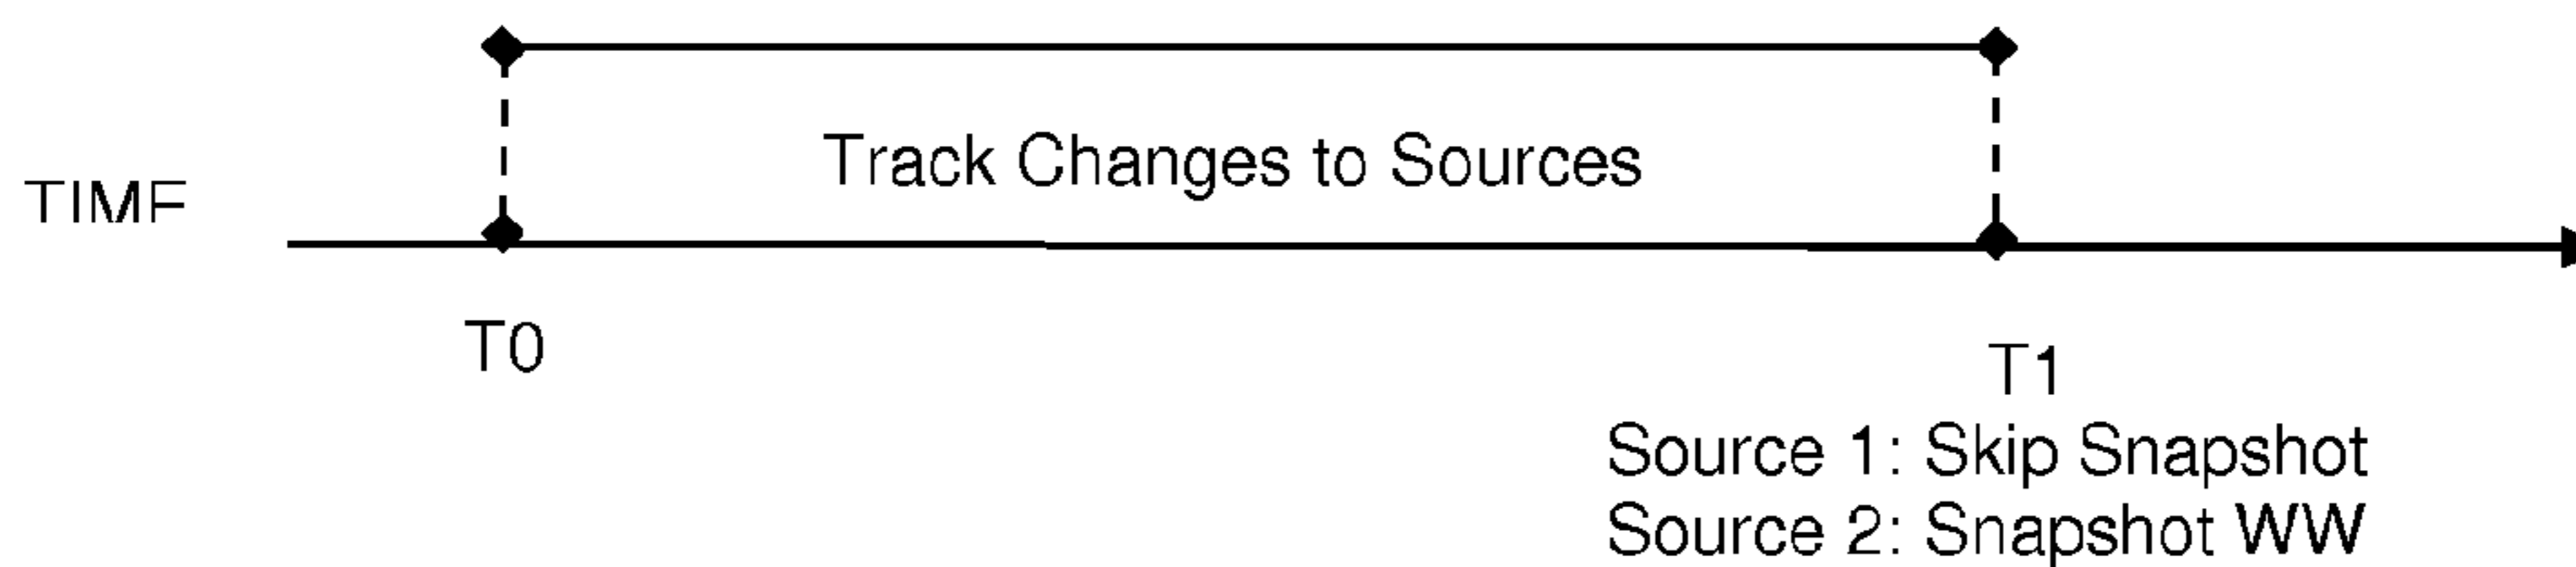 Track Changes to Sources
TIME
T0
T1
Source 1: Skip Snapshot
Source 2: Snapshot WW